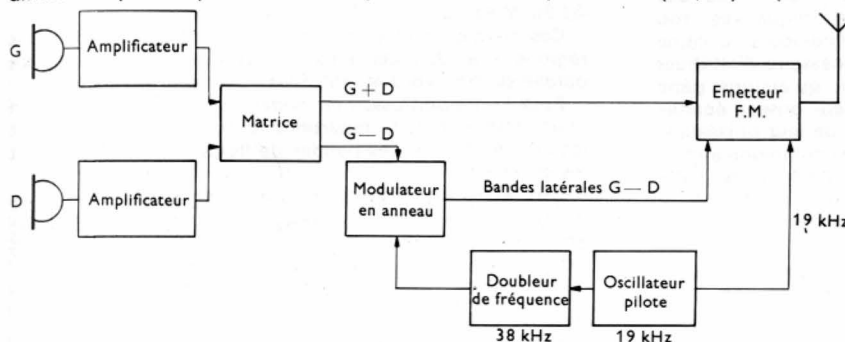 G
Amplificateur
G + D
Emetteur
F.M.
Matrice
G — D
D
Amplificateur
Modulateur
en anneau
Bandes latérales G — D
19 kHz
Doubleur
de fréquence
Oscillateur
pilote
38 kHz
19 kHz